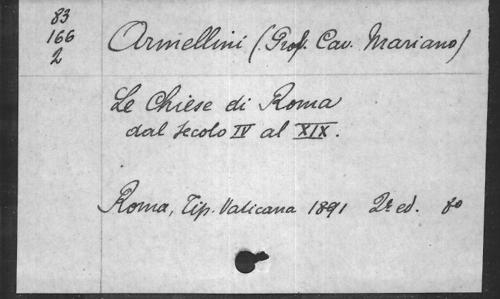 83
166
2
Armellini (Prof. Cav. Mariano)
Le Chiese di Roma
dal secolo IV al XIX.
Roma, Tip. Vaticana 1891 2ª ed. 8º